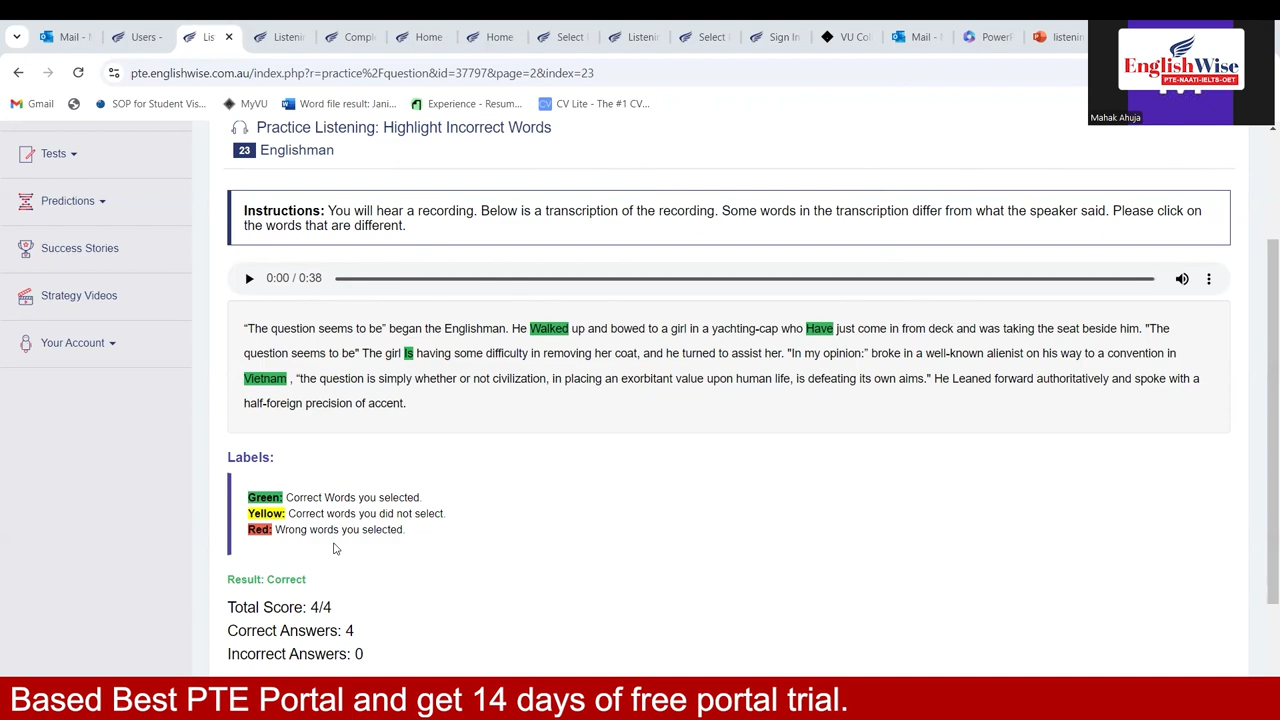 Mail -
Users -
Lis
Listenin
Compl
Home
Home
Select
Listenin
Select
Sign In
VU Col
Mail -
PowerP
listenin
pte.englishwise.com.au/index.php?r=practice%2Fquestion&id=37797&page=2&index=23
Gmail
SOP for Student Vis...
MyVU
Word file result: Jani...
Experience - Resum...
CV Lite - The #1 CV...
EnglishWise
PTE-NAATI-IELTS-OET
Mahak Ahuja
Tests
Predictions
Success Stories
Strategy Videos
Your Account
Practice Listening: Highlight Incorrect Words
23 Englishman
Instructions: You will hear a recording. Below is a transcription of the recording. Some words in the transcription differ from what the speaker said. Please click on
the words that are different.
0:00 / 0:38
“The question seems to be” began the Englishman. He Walked up and bowed to a girl in a yachting-cap who Have just come in from deck and was taking the seat beside him. "The
question seems to be" The girl Is having some difficulty in removing her coat, and he turned to assist her. "In my opinion:” broke in a well-known alienist on his way to a convention in
Vietnam , “the question is simply whether or not civilization, in placing an exorbitant value upon human life, is defeating its own aims." He Leaned forward authoritatively and spoke with a
half-foreign precision of accent.
Labels:
Green: Correct Words you selected.
Yellow: Correct words you did not select.
Red: Wrong words you selected.
Result: Correct
Total Score: 4/4
Correct Answers: 4
Incorrect Answers: 0
Based Best PTE Portal and get 14 days of free portal trial.